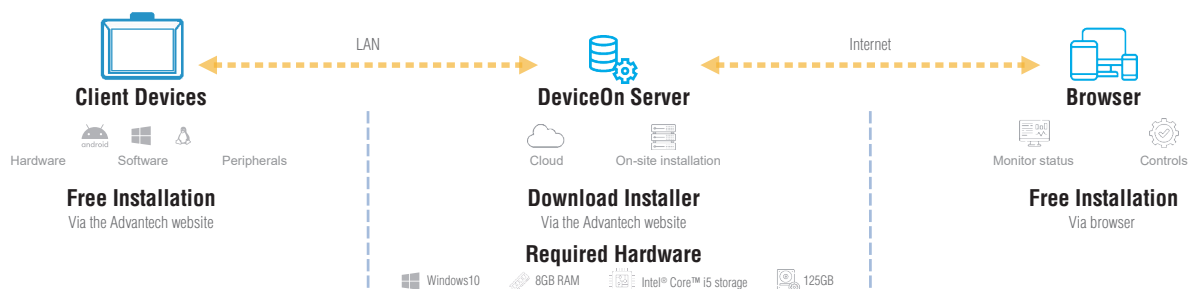 LAN
Internet
Client Devices
DeviceOn Server
Browser
android
Hardware
Software
Peripherals
Cloud
On-site installation
Monitor status
Controls
Free Installation
Via the Advantech website
Download Installer
Via the Advantech website
Free Installation
Via browser
Required Hardware
Windows10
8GB RAM
Intel® Core™ i5 storage
125GB